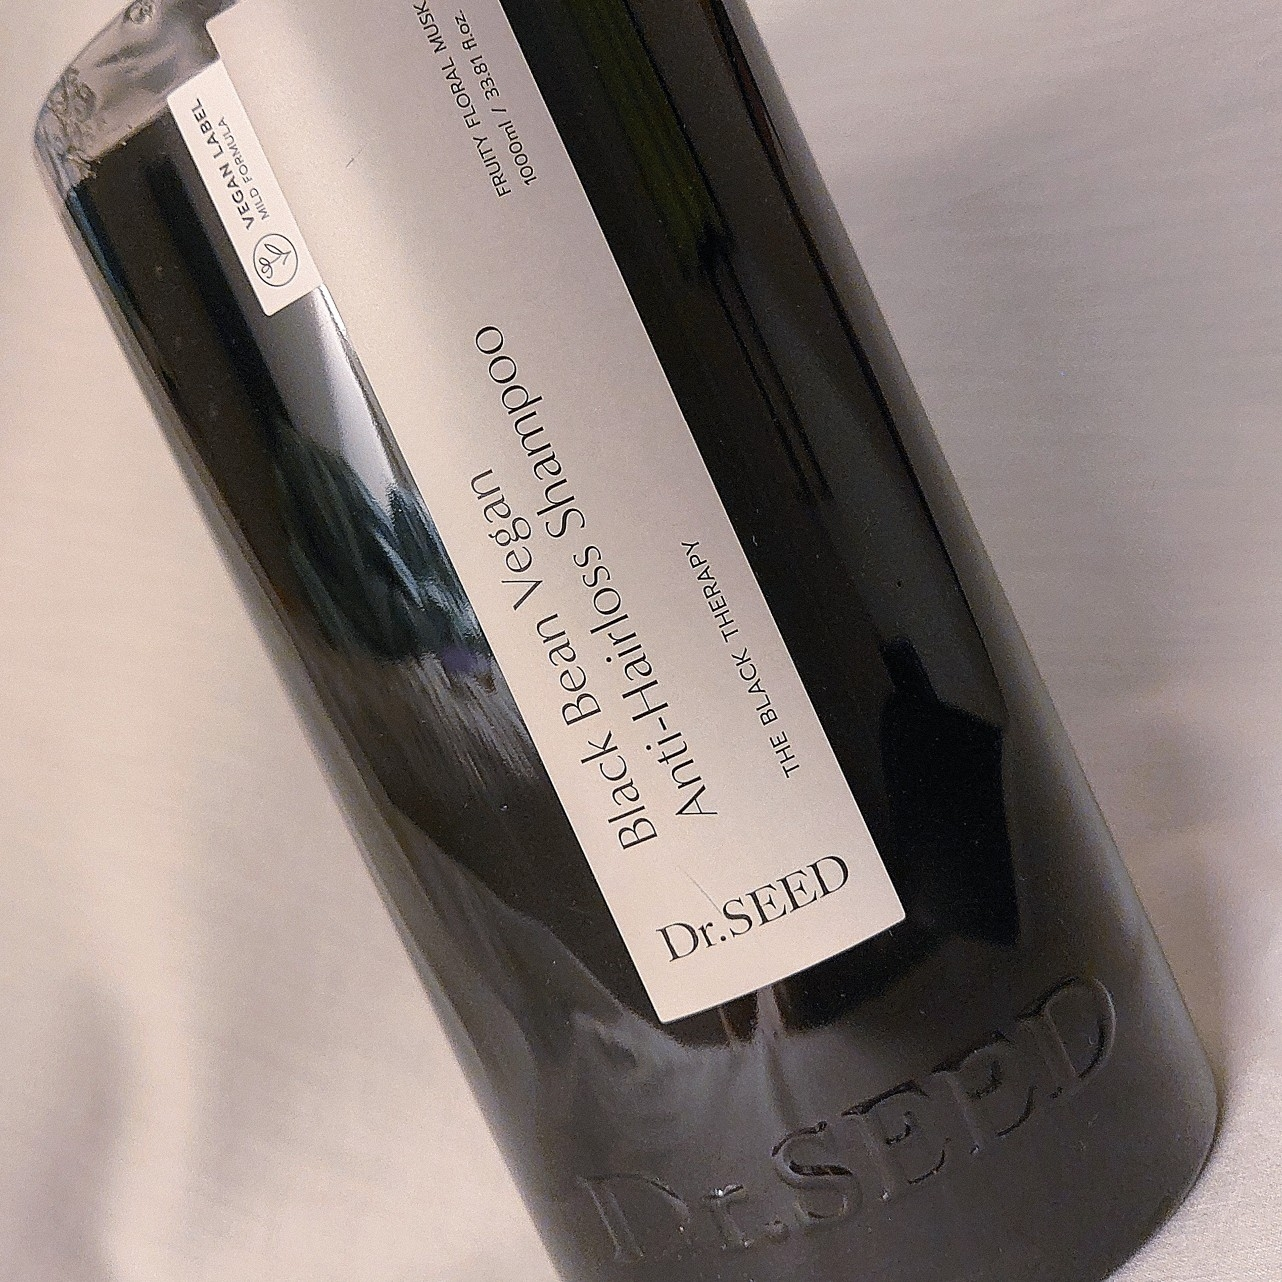 VEGAN LABEL
MILD FORMULA
FRUITY FLORAL MUSK
1000ml / 33.81 fl.oz.
Black Bean Vegan
Anti-Hairloss Shampoo
THE BLACK THERAPY
Dr.SEED
Dr.SEED